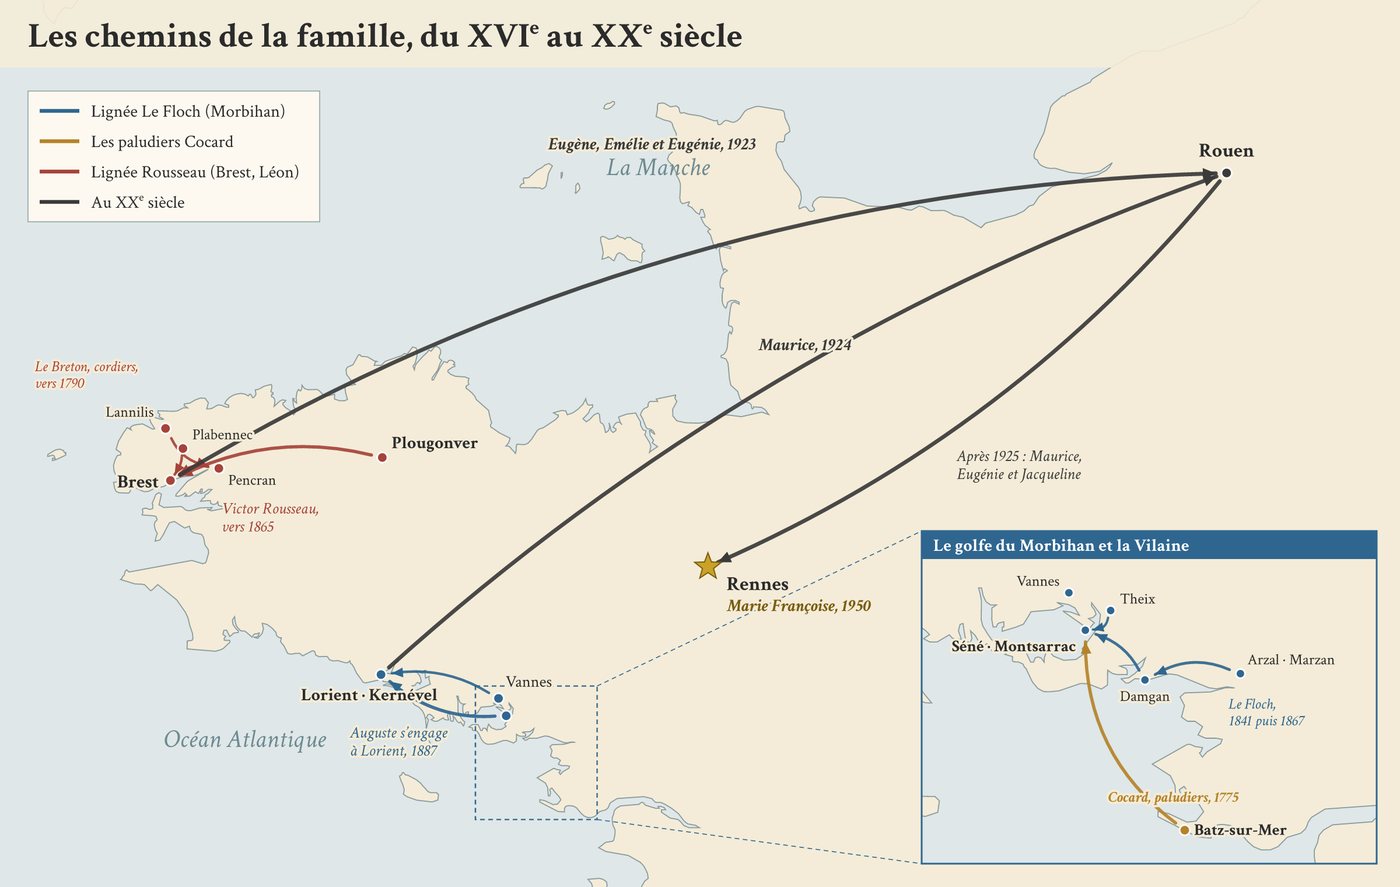 Les chemins de la famille, du XVIe au XXe siècle
Lignée Le Floch (Morbihan)
Les paludiers Cocard
Lignée Rousseau (Brest, Léon)
Au XXe siècle
Eugène, Emélie et Eugénie, 1923
La Manche
Rouen
Maurice, 1924
Le Breton, cordiers,
vers 1790
Lannilis
Plabennec
Plougonver
Brest
Pencran
Victor Rousseau,
vers 1865
Après 1925 : Maurice,
Eugénie et Jacqueline
Rennes
Marie Françoise, 1950
Vannes
Lorient · Kernével
Auguste s'engage
à Lorient, 1887
Océan Atlantique
Le golfe du Morbihan et la Vilaine
Vannes
Theix
Séné · Montsarrac
Arzal · Marzan
Damgan
Le Floch,
1841 puis 1867
Cocard, paludiers, 1775
Batz-sur-Mer